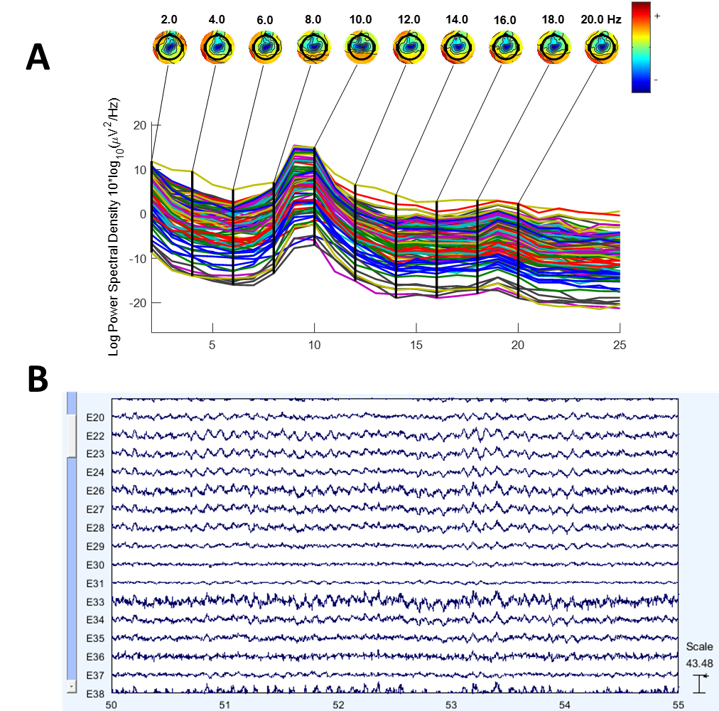 2.0 4.0 6.0 8.0 10.0 12.0 14.0 16.0 18.0 20.0 Hz
+
-
A
Log Power Spectral Density 10*log10(μV2/Hz)
20
10
0
-10
-20
5 10 15 20 25
B
E20
E22
E23
E24
E26
E27
E28
E29
E30
E31
E33
E34
E35
E36
E37
E38
Scale
43.48
50 51 52 53 54 55